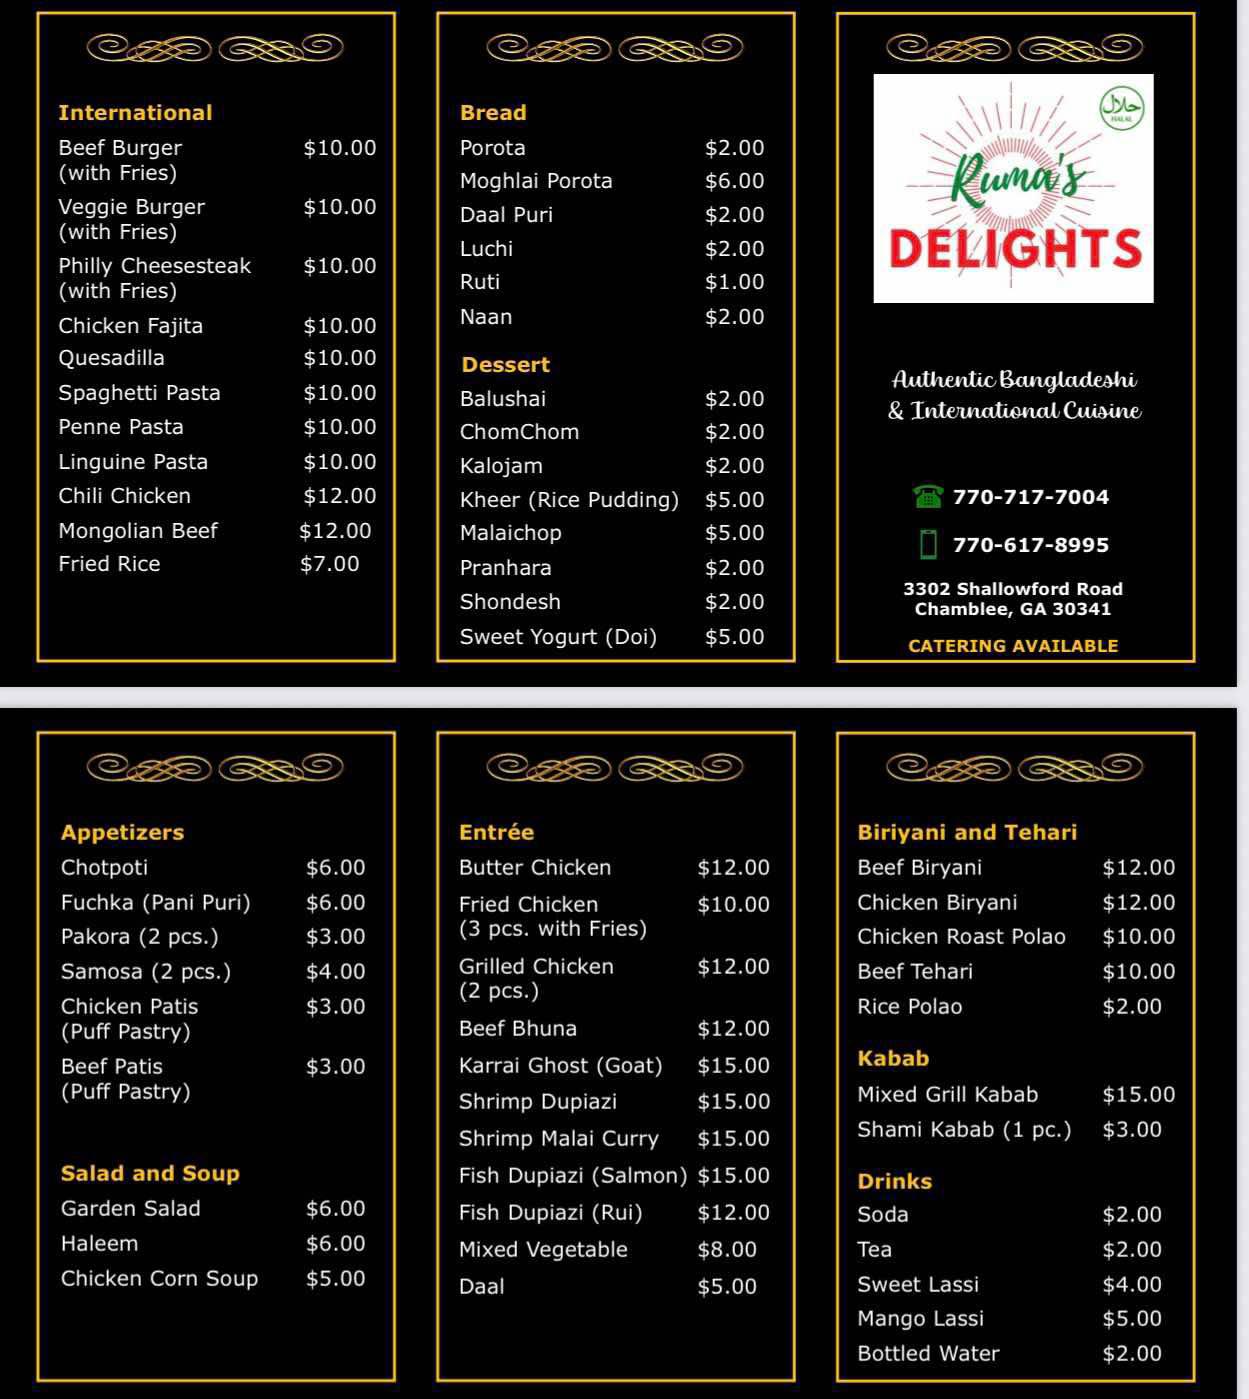 International
Beef Burger $10.00
(with Fries)
Veggie Burger $10.00
(with Fries)
Philly Cheesesteak $10.00
(with Fries)
Chicken Fajita $10.00
Quesadilla $10.00
Spaghetti Pasta $10.00
Penne Pasta $10.00
Linguine Pasta $10.00
Chili Chicken $12.00
Mongolian Beef $12.00
Fried Rice $7.00
Bread
Porota $2.00
Moghlai Porota $6.00
Daal Puri $2.00
Luchi $2.00
Ruti $1.00
Naan $2.00
Dessert
Balushai $2.00
ChomChom $2.00
Kalojam $2.00
Kheer (Rice Pudding) $5.00
Malaichop $5.00
Pranhara $2.00
Shondesh $2.00
Sweet Yogurt (Doi) $5.00
حلال
HALAL
Ruma's
DELIGHTS
Authentic Bangladeshi
& International Cuisine
770-717-7004
770-617-8995
3302 Shallowford Road
Chamblee, GA 30341
CATERING AVAILABLE
Appetizers
Chotpoti $6.00
Fuchka (Pani Puri) $6.00
Pakora (2 pcs.) $3.00
Samosa (2 pcs.) $4.00
Chicken Patis $3.00
(Puff Pastry)
Beef Patis $3.00
(Puff Pastry)
Salad and Soup
Garden Salad $6.00
Haleem $6.00
Chicken Corn Soup $5.00
Entrée
Butter Chicken $12.00
Fried Chicken $10.00
(3 pcs. with Fries)
Grilled Chicken $12.00
(2 pcs.)
Beef Bhuna $12.00
Karrai Ghost (Goat) $15.00
Shrimp Dupiazi $15.00
Shrimp Malai Curry $15.00
Fish Dupiazi (Salmon) $15.00
Fish Dupiazi (Rui) $12.00
Mixed Vegetable $8.00
Daal $5.00
Biriyani and Tehari
Beef Biryani $12.00
Chicken Biryani $12.00
Chicken Roast Polao $10.00
Beef Tehari $10.00
Rice Polao $2.00
Kabab
Mixed Grill Kabab $15.00
Shami Kabab (1 pc.) $3.00
Drinks
Soda $2.00
Tea $2.00
Sweet Lassi $4.00
Mango Lassi $5.00
Bottled Water $2.00